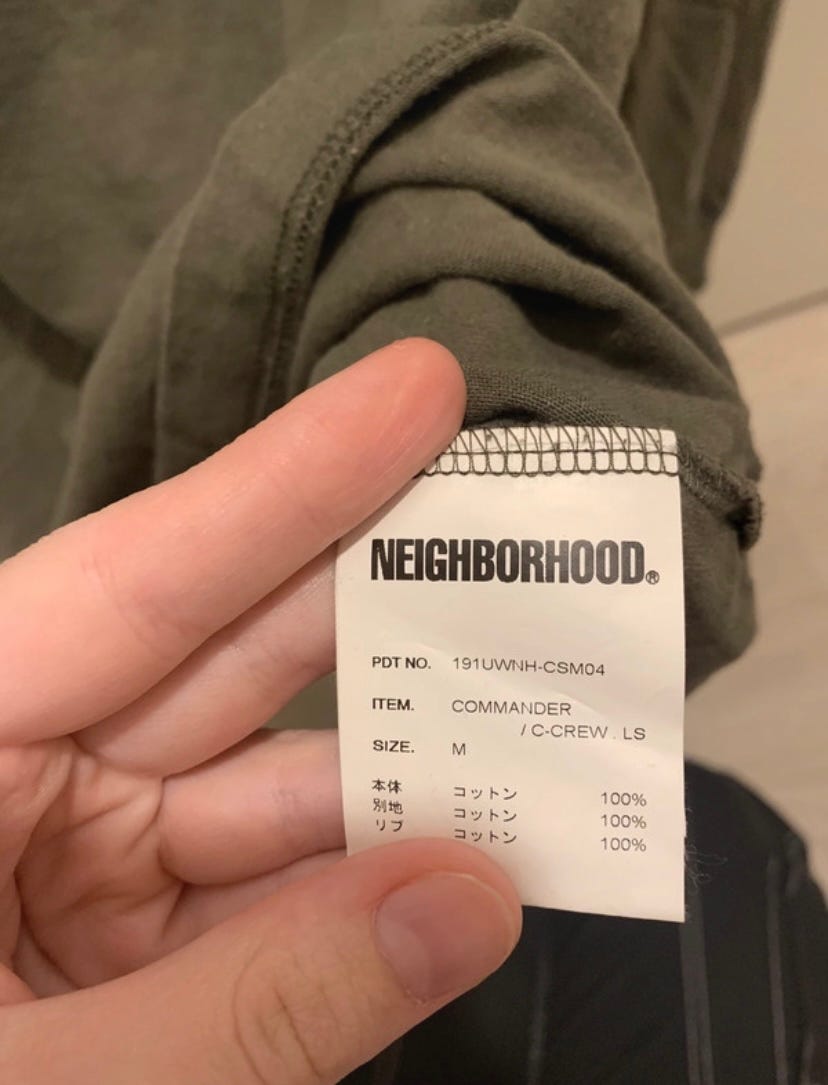 NEIGHBORHOOD®
PDT NO. 191UWNH-CSM04
ITEM. COMMANDER
/ C-CREW . LS
SIZE. M
本体 コットン 100%
別地 コットン 100%
リブ コットン 100%